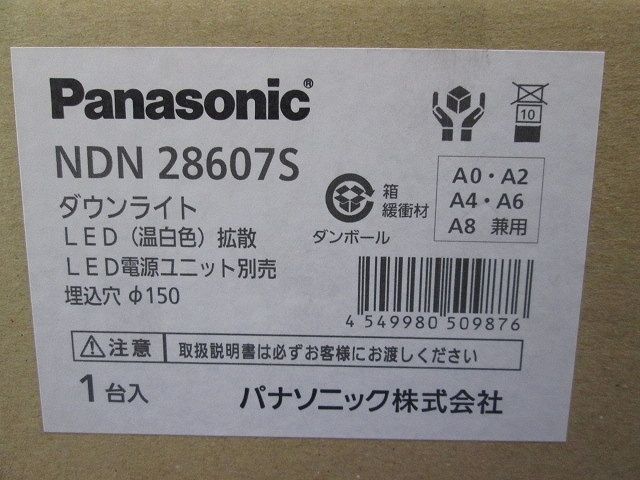 Panasonic®
NDN 28607S
ダウンライト
LED（温白色）拡散
LED電源ユニット別売
埋込穴 φ150
10
箱
緩衝材
ダンボール
A0・A2
A4・A6
A8 兼用
4 549980 509876
注意
取扱説明書は必ずお客様にお渡しください
1台入
パナソニック株式会社